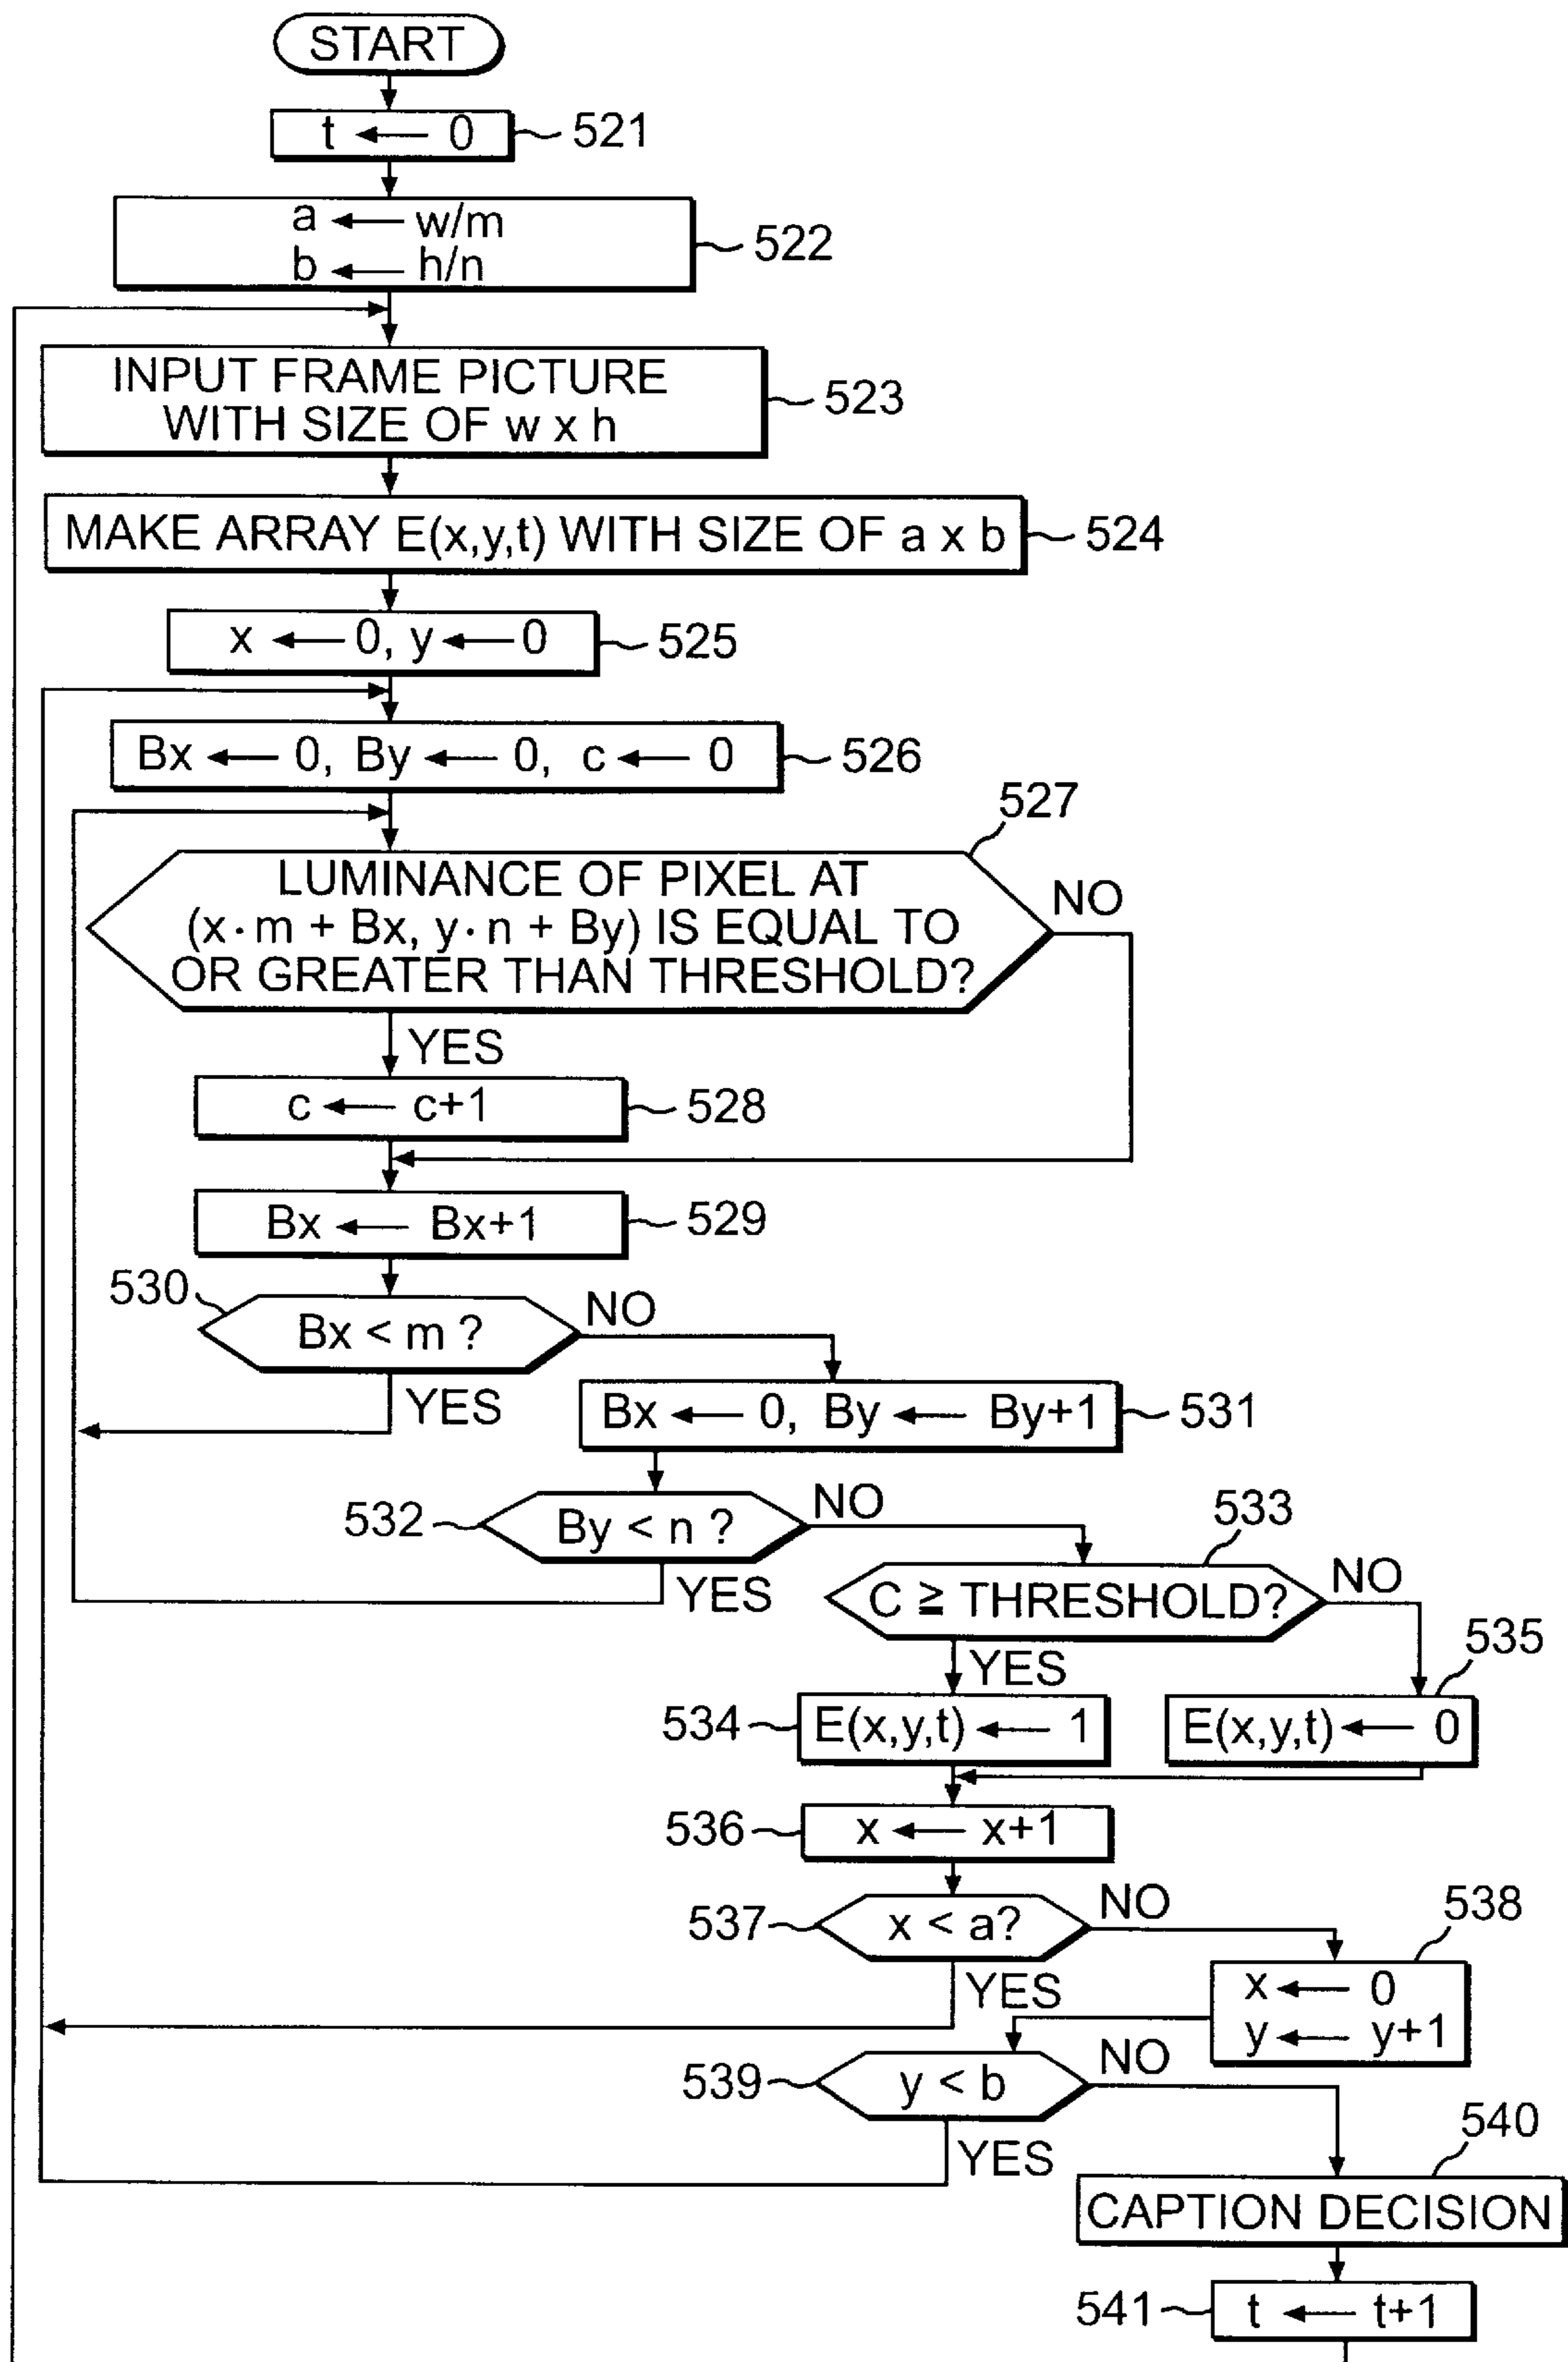 START
t ← 0
521
a ← w/m
b ← h/n
522
INPUT FRAME PICTURE
WITH SIZE OF w x h
523
MAKE ARRAY E(x,y,t) WITH SIZE OF a x b
524
x ← 0, y ← 0
525
Bx ← 0, By ← 0, c ← 0
526
527
LUMINANCE OF PIXEL AT
(x·m + Bx, y·n + By) IS EQUAL TO
OR GREATER THAN THRESHOLD?
NO
YES
c ← c+1
528
Bx ← Bx+1
529
530
Bx < m ?
NO
YES
Bx ← 0, By ← By+1
531
532
By < n ?
NO
YES
533
C ≧ THRESHOLD?
NO
YES
535
534
E(x,y,t) ← 1
E(x,y,t) ← 0
536
x ← x+1
537
x < a?
NO
YES
538
x ← 0
y ← y+1
539
y < b
NO
YES
540
CAPTION DECISION
541
t ← t+1